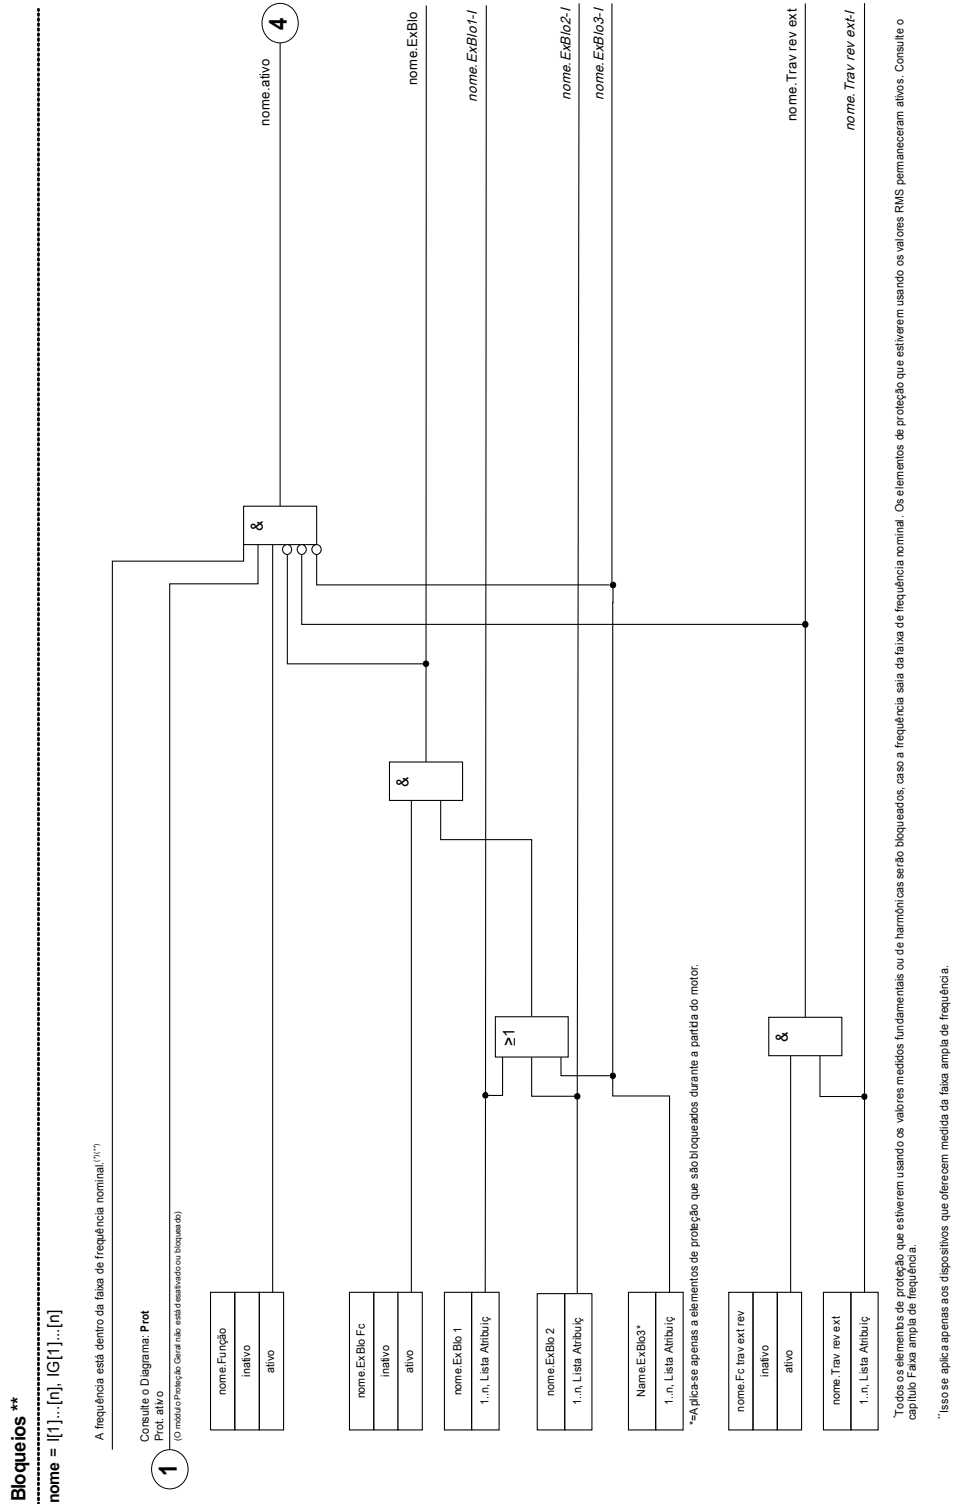 Bloqueios **
nome = I[1]...[n], IG[1]...[n]
A frequência está dentro da faixa de frequência nominal.(*)(**)
Consulte o Diagrama: Prot
Prot. ativo
(O módulo Proteção Geral não está desativado ou bloqueado)
1
nome.Função
inativo
ativo
&
nome.ativo
4
nome.ExBlo Fc
inativo
ativo
&
nome.ExBlo
nome.ExBlo 1
1..n, Lista Atribuiç
nome.ExBlo1-I
≥1
nome.ExBlo 2
1..n, Lista Atribuiç
nome.ExBlo2-I
nome.ExBlo3-I
Name.ExBlo3*
1..n, Lista Atribuiç
*=Aplica-se apenas a elementos de proteção que são bloqueados durante a partida do motor.
nome.Fc trav ext rev
inativo
ativo
&
nome.Trav rev ext
nome.Trav rev ext
1..n, Lista Atribuiç
nome.Trav rev ext-I
*Todos os elementos de proteção que estiverem usando os valores medidos fundamentais ou de harmônicas serão bloqueados, caso a frequência saia da faixa de frequência nominal. Os elementos de proteção que estiverem usando os valores RMS permaneceram ativos. Consulte o
capítulo Faixa ampla de frequência.
**Isso se aplica apenas aos dispositivos que oferecem medida da faixa ampla de frequência.